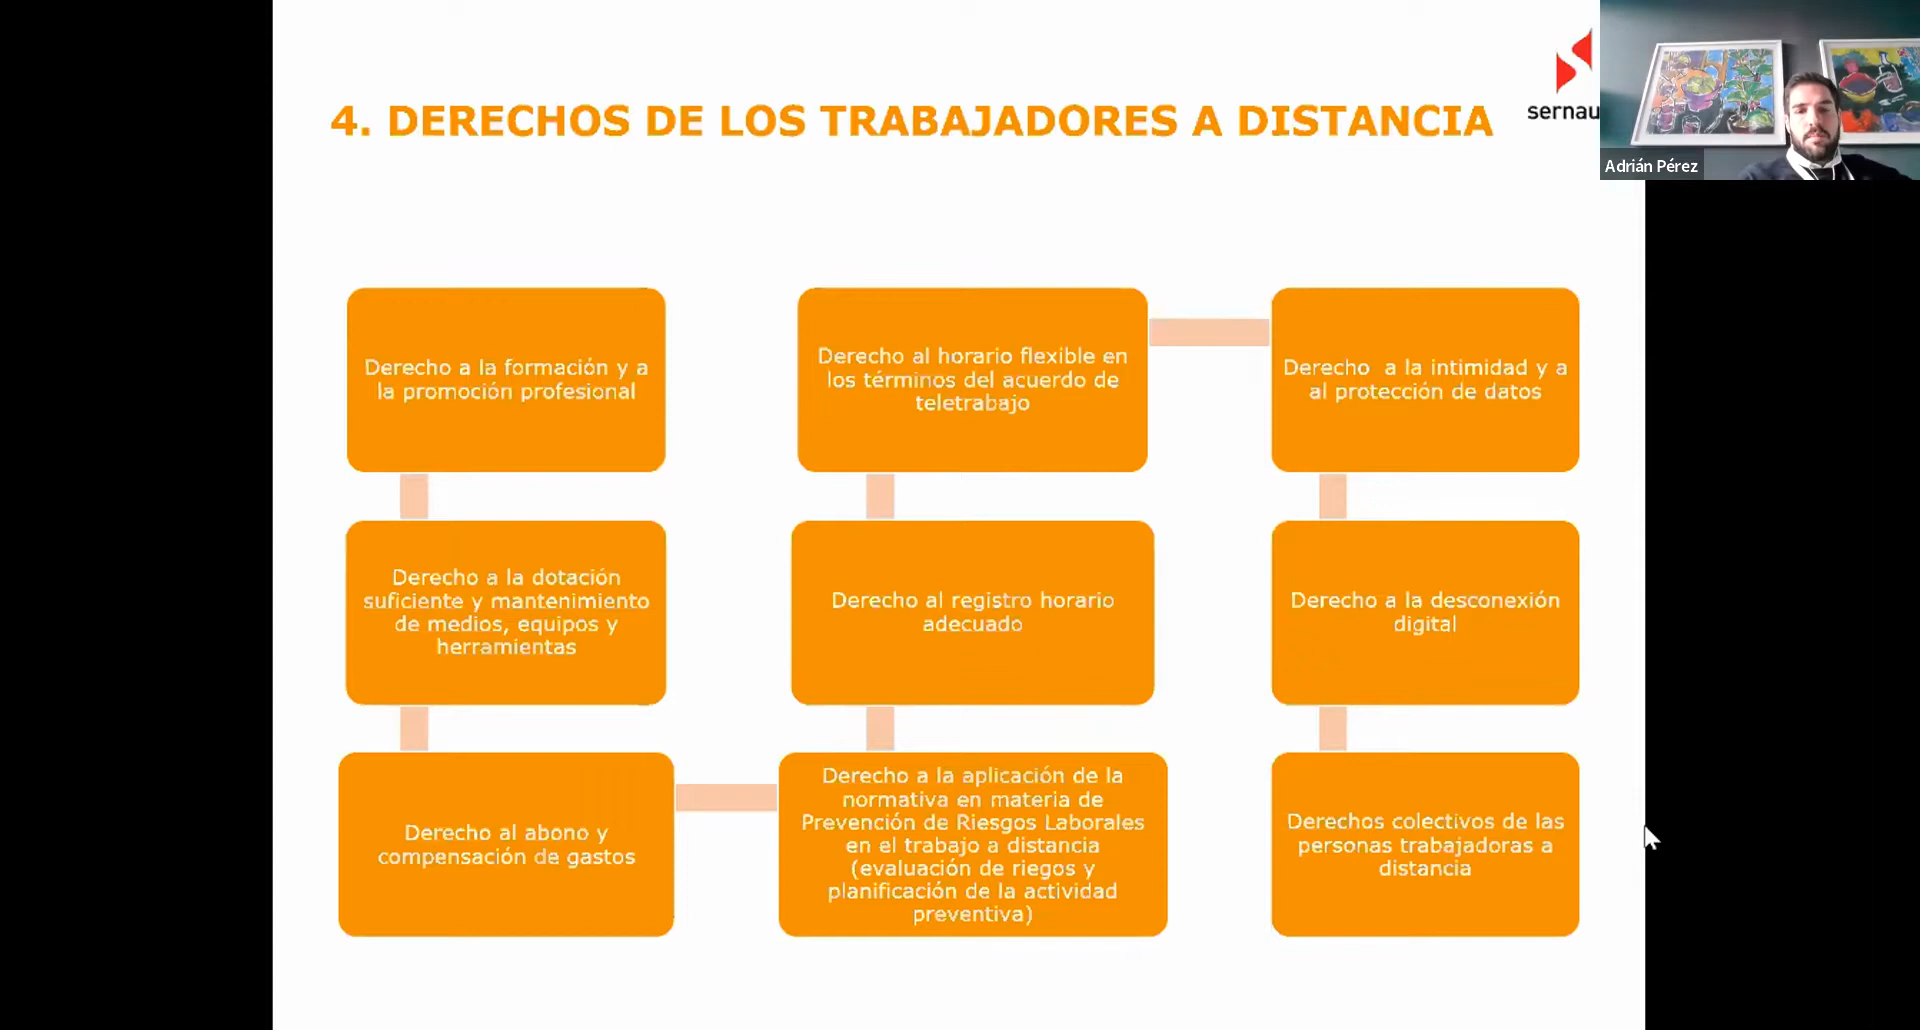 4. DERECHOS DE LOS TRABAJADORES A DISTANCIA
sernau
Adrián Pérez
Derecho a la formación y a
la promoción profesional
Derecho a la dotación
suficiente y mantenimiento
de medios, equipos y
herramientas
Derecho al abono y
compensación de gastos
Derecho a la aplicación de la
normativa en materia de
Prevención de Riesgos Laborales
en el trabajo a distancia
(evaluación de riegos y
planificación de la actividad
preventiva)
Derecho al registro horario
adecuado
Derecho al horario flexible en
los términos del acuerdo de
teletrabajo
Derecho  a la intimidad y a
al protección de datos
Derecho a la desconexión
digital
Derechos colectivos de las
personas trabajadoras a
distancia